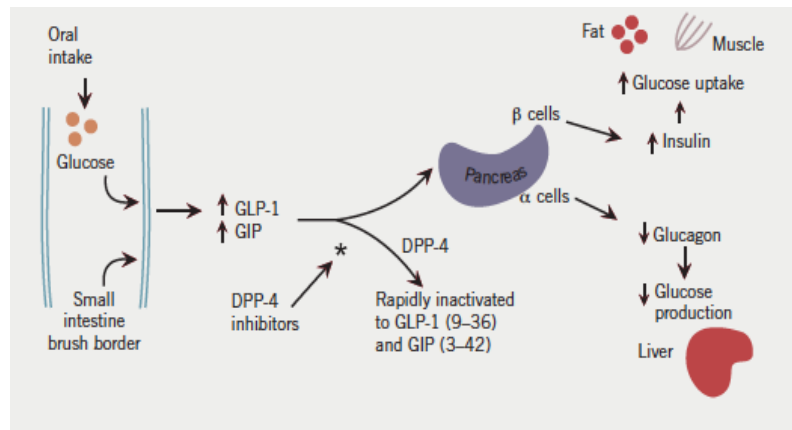 Oral
intake
Glucose
Small
intestine
brush border
GLP-1
GIP
DPP-4
inhibitors
*
DPP-4
Rapidly inactivated
to GLP-1 (9–36)
and GIP (3–42)
Pancreas
β cells
α cells
Fat
Muscle
Glucose uptake
Insulin
Glucagon
Glucose
production
Liver